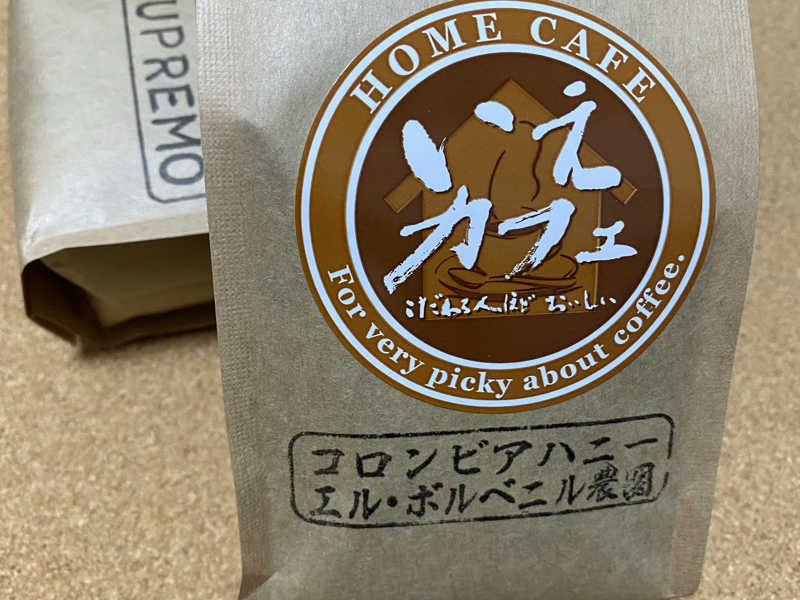 UPREMO
HOME CAFE
いえ
カフェ
こだわる人ほど おいしい
For very picky about coffee.
コロンビアハニー
エル・ボルベニル農園